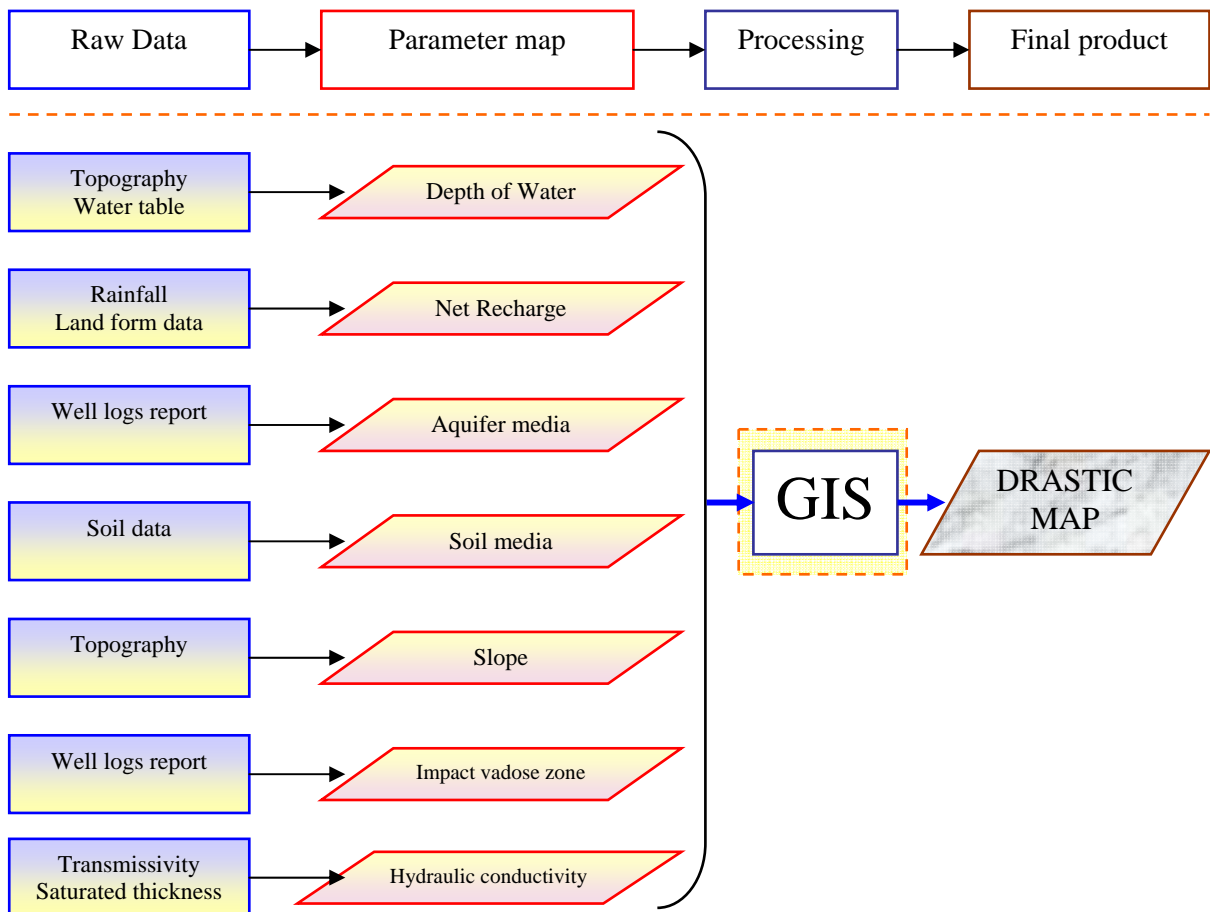 Raw Data
Parameter map
Processing
Final product
Topography
Water table
Depth of Water
Rainfall
Land form data
Net Recharge
Well logs report
Aquifer media
Soil data
Soil media
Topography
Slope
Well logs report
Impact vadose zone
Transmissivity
Saturated thickness
Hydraulic conductivity
GIS
DRASTIC
MAP